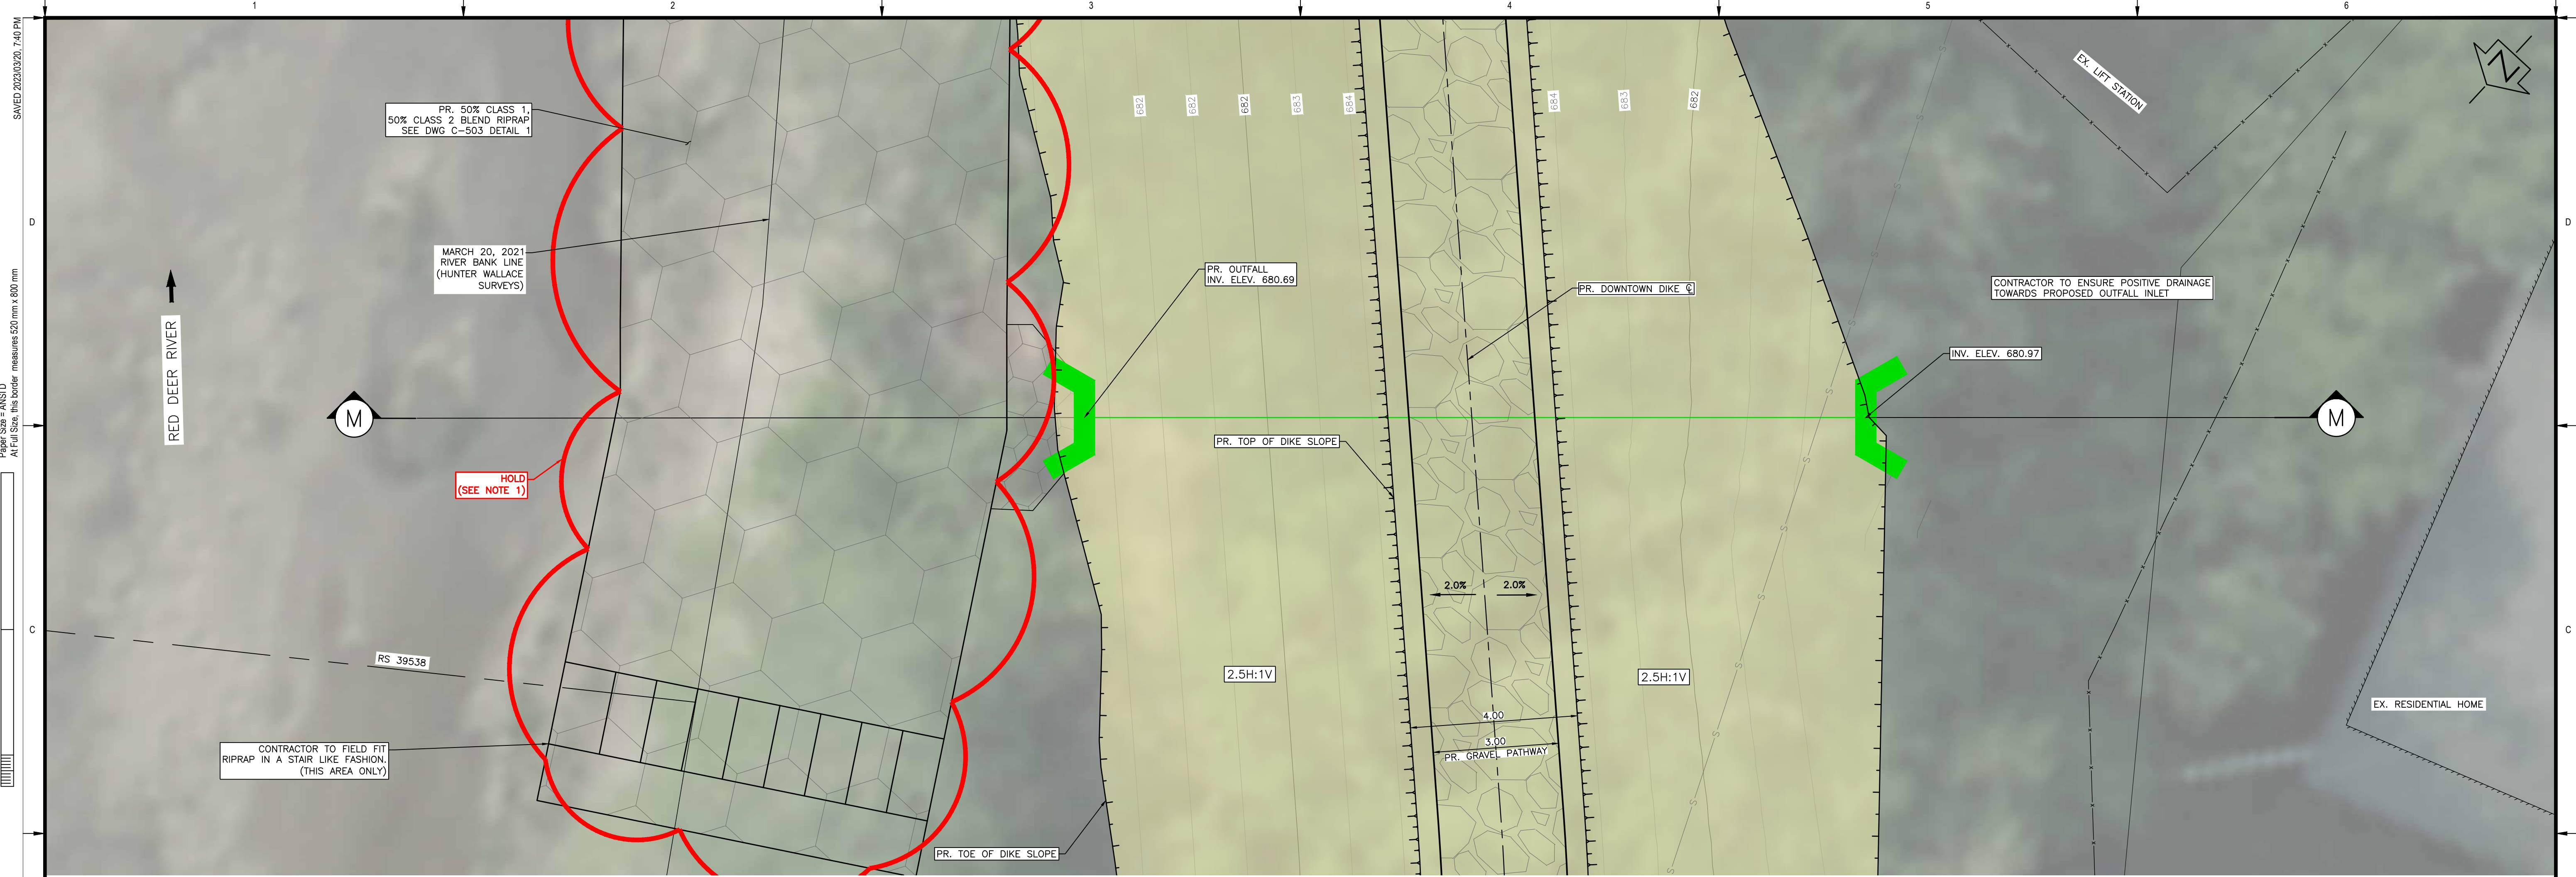 1 2 3 4 5 6
SAVED 2023/03/20, 7:40 PM
Paper Size = ANSI D
At Full Size, this border measures 520 mm x 800 mm
D
D
C
C
PR. 50% CLASS 1,
50% CLASS 2 BLEND RIPRAP
SEE DWG C-503 DETAIL 1
MARCH 20, 2021
RIVER BANK LINE
(HUNTER WALLACE
SURVEYS)
RED DEER RIVER
M
HOLD
(SEE NOTE 1)
RS 39538
CONTRACTOR TO FIELD FIT
RIPRAP IN A STAIR LIKE FASHION.
(THIS AREA ONLY)
682 682 682 683 684
684 683 682
PR. OUTFALL
INV. ELEV. 680.69
PR. DOWNTOWN DIKE ℄
PR. TOP OF DIKE SLOPE
2.0% 2.0%
2.5H:1V
2.5H:1V
4.00
3.00
PR. GRAVEL PATHWAY
PR. TOE OF DIKE SLOPE
S
S
S
S
S
S
S
S
S
EX. LIFT STATION
N
CONTRACTOR TO ENSURE POSITIVE DRAINAGE
TOWARDS PROPOSED OUTFALL INLET
INV. ELEV. 680.97
M
EX. RESIDENTIAL HOME